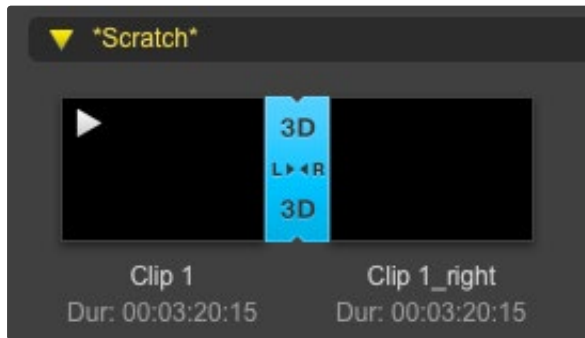 *Scratch*
3D
L R
3D
Clip 1 Clip 1_right
Dur: 00:03:20:15 Dur: 00:03:20:15